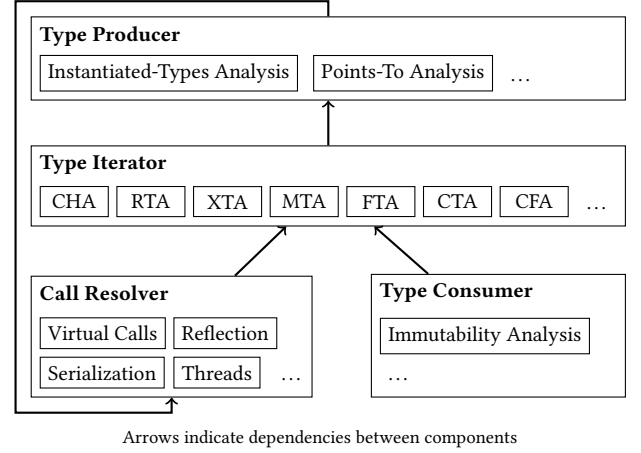 Type Producer
Instantiated-Types Analysis Points-To Analysis …
Type Iterator
CHA RTA XTA MTA FTA CTA CFA …
Call Resolver
Virtual Calls Reflection
Serialization Threads …
Type Consumer
Immutability Analysis
…
Arrows indicate dependencies between components